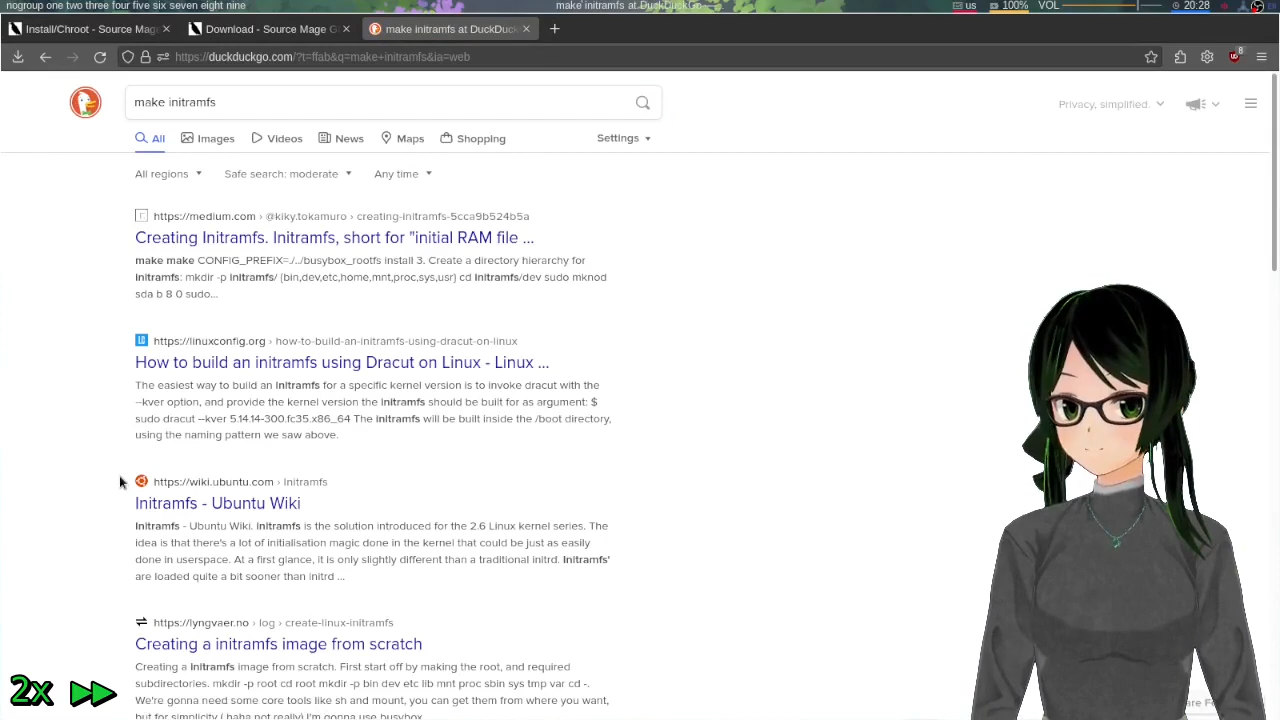 nogroup one two three four five six seven eight nine
make initramfs at DuckDuckGo
us 100% VOL 20:28
Install/Chroot - Source Mag
Download - Source Mage G
make initramfs at DuckDuck
https://duckduckgo.com/?t=ffab&q=make+initramfs&ia=web
8
make initramfs
Privacy, simplified.
All Images Videos News Maps Shopping Settings
All regions Safe search: moderate Any time
https://medium.com › @kiky.tokamuro › creating-initramfs-5cca9b524b5a
Creating Initramfs. Initramfs, short for "initial RAM file ...
make make CONFIG_PREFIX=./../busybox_rootfs install 3. Create a directory hierarchy for
initramfs: mkdir -p initramfs/ {bin,dev,etc,home,mnt,proc,sys,usr} cd initramfs/dev sudo mknod
sda b 8 0 sudo...
https://linuxconfig.org › how-to-build-an-initramfs-using-dracut-on-linux
How to build an initramfs using Dracut on Linux - Linux ...
The easiest way to build an initramfs for a specific kernel version is to invoke dracut with the
--kver option, and provide the kernel version the initramfs should be built for as argument: $
sudo dracut --kver 5.14.14-300.fc35.x86_64 The initramfs will be built inside the /boot directory,
using the naming pattern we saw above.
https://wiki.ubuntu.com › Initramfs
Initramfs - Ubuntu Wiki
Initramfs - Ubuntu Wiki. Initramfs is the solution introduced for the 2.6 Linux kernel series. The
idea is that there's a lot of initialisation magic done in the kernel that could be just as easily
done in userspace. At a first glance, it is only slightly different than a traditional initrd. Initramfs'
are loaded quite a bit sooner than initrd ...
https://lyngvaer.no › log › create-linux-initramfs
Creating a initramfs image from scratch
Creating a initramfs image from scratch. First start off by making the root, and required
subdirectories. mkdir -p root cd root mkdir -p bin dev etc lib mnt proc sbin sys tmp var cd -.
We're gonna need some core tools like sh and mount, you can get them from where you want,
but for simplicity ( haha not really) I'm gonna use busybox.
2x